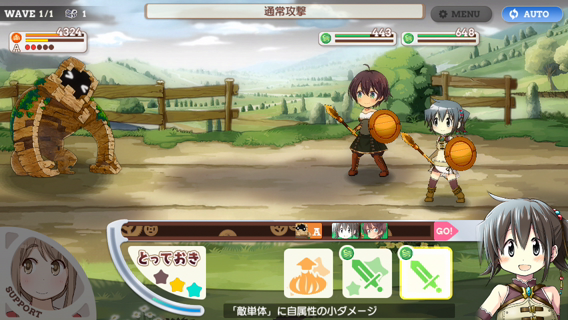 WAVE 1/1
1
通常攻撃
MENU
AUTO
4324
A
443
648
A
GO!
とっておき
SUPPORT
「敵単体」に自属性の小ダメージ